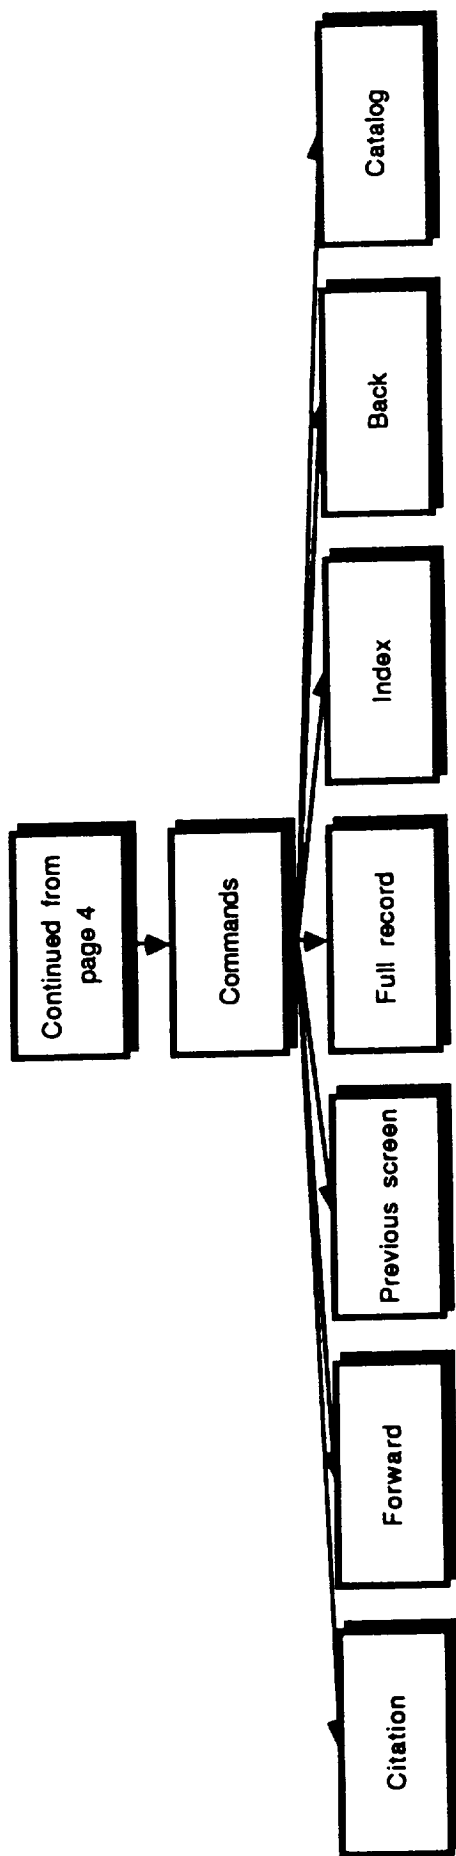 Continued from
page 4
Commands
Citation
Forward
Previous screen
Full record
Index
Back
Catalog